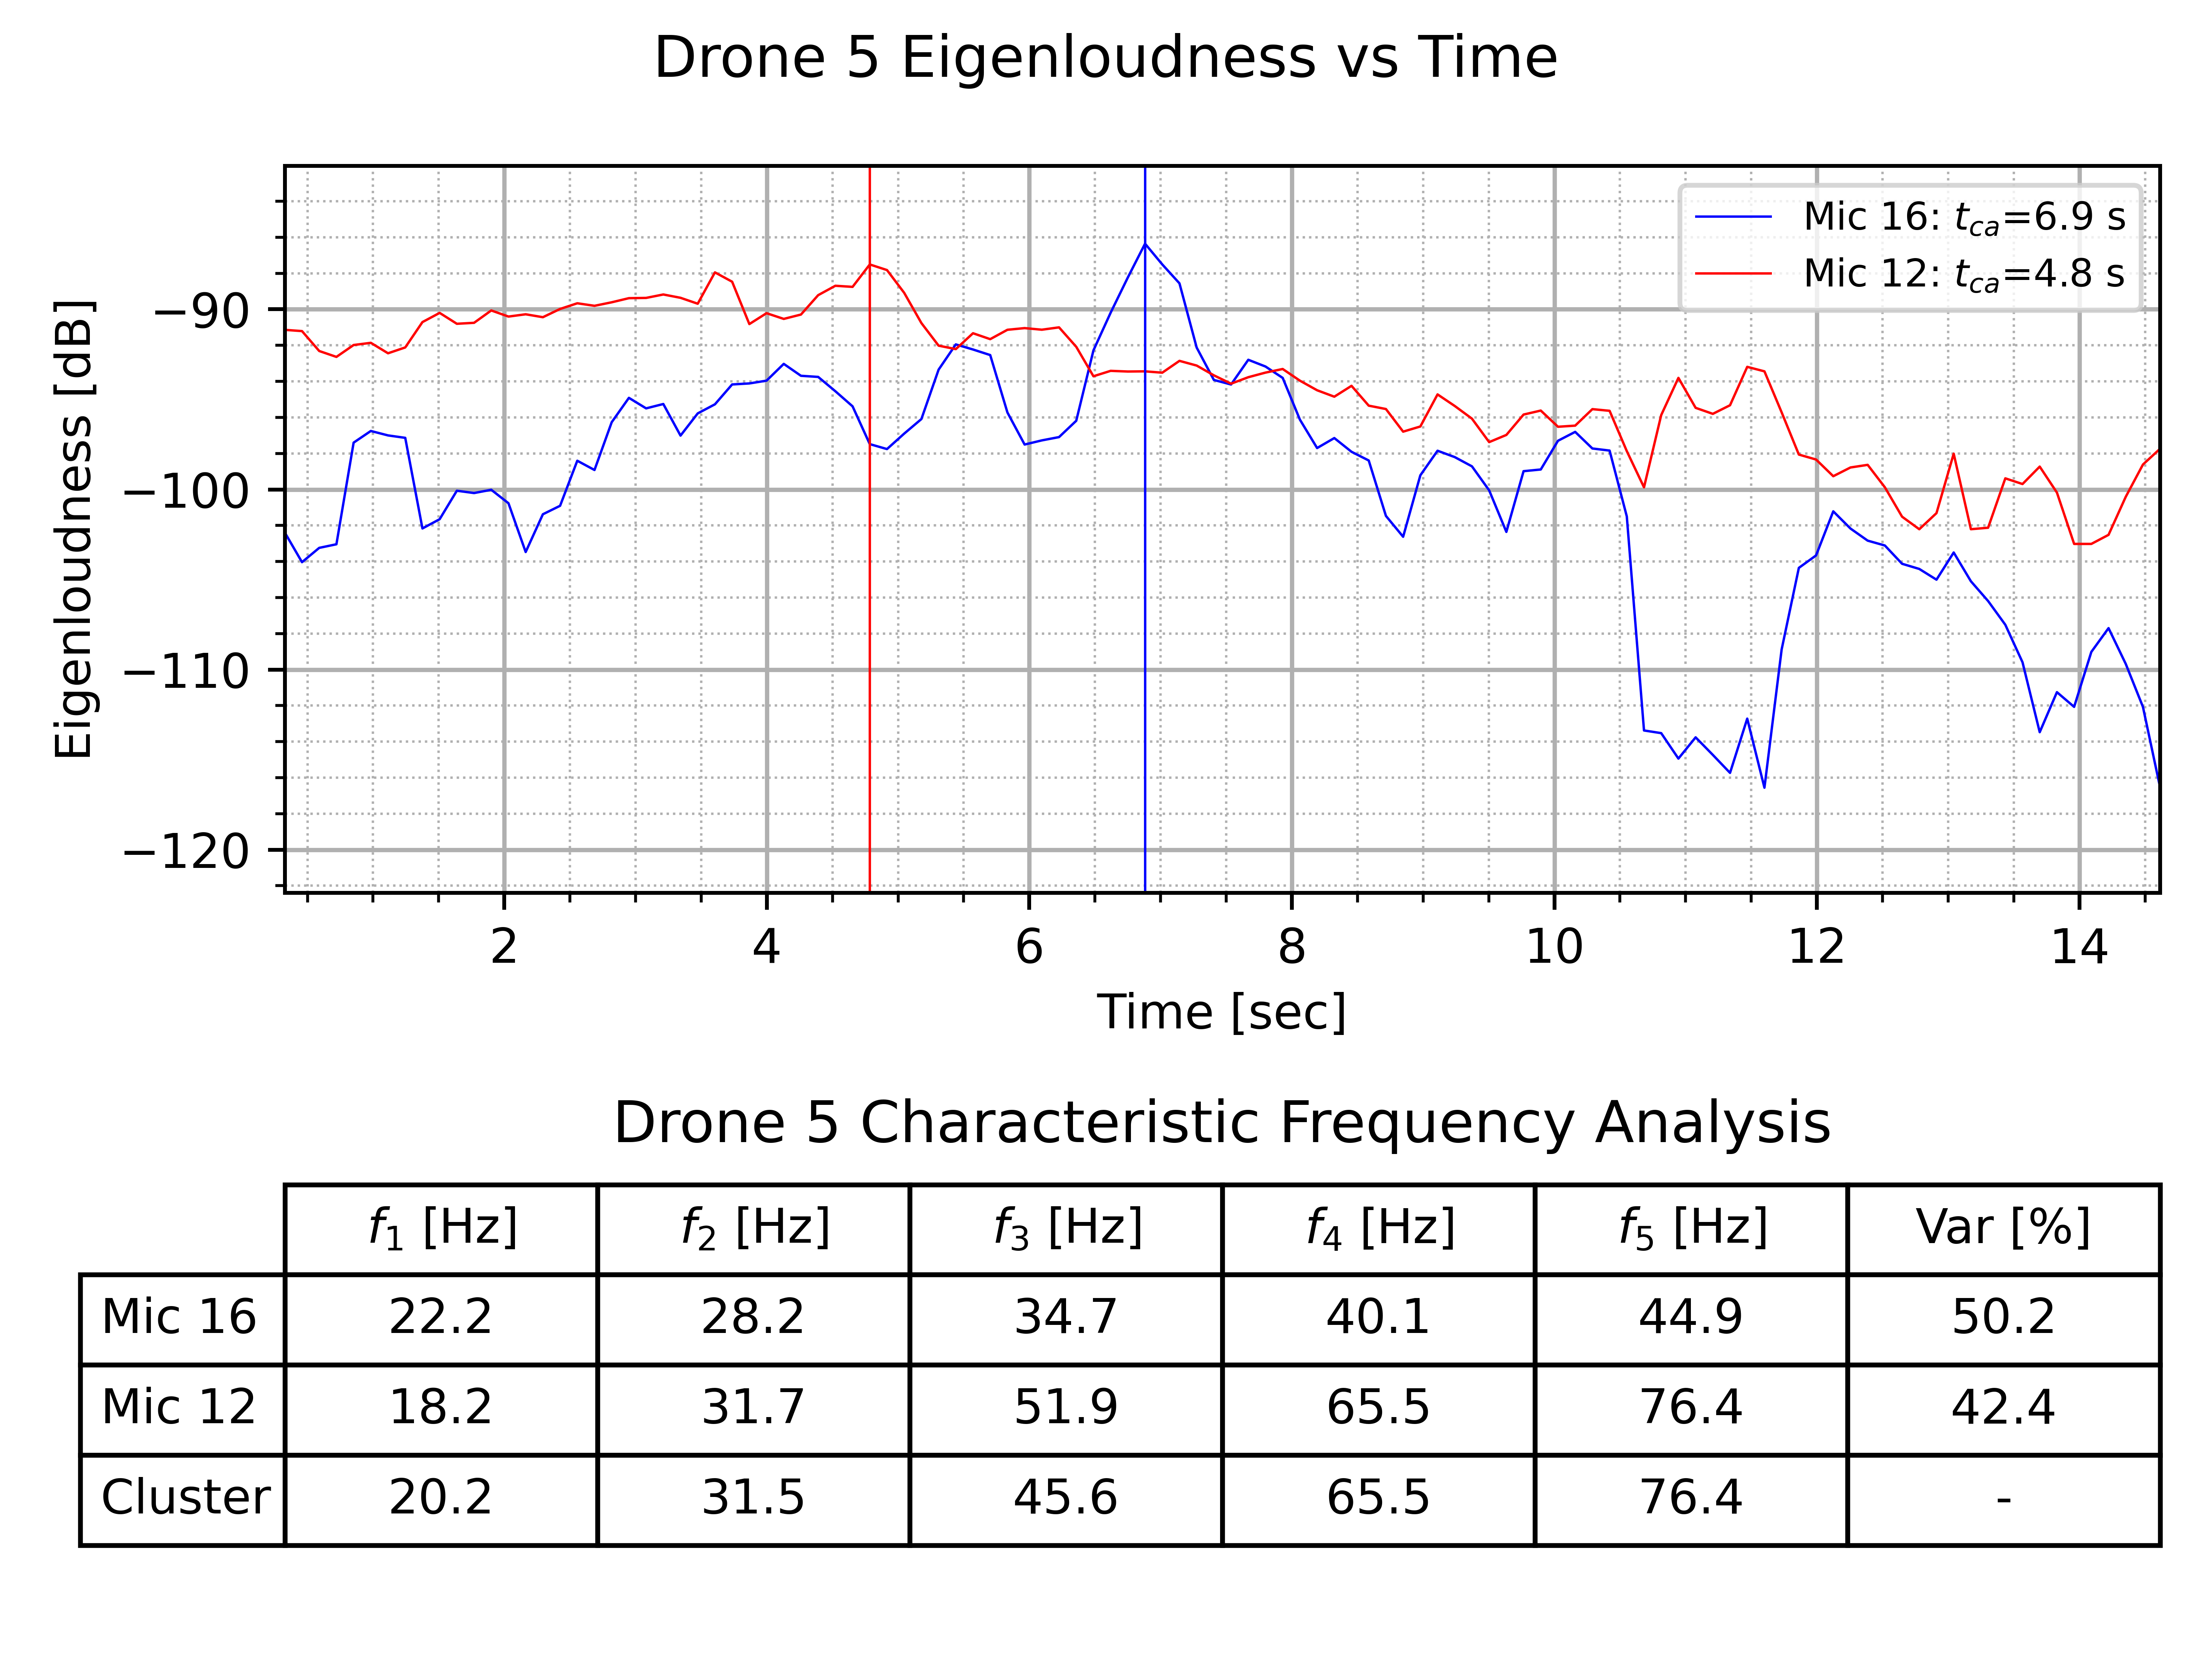 Drone 5 Eigenloudness vs Time
Mic 16: t_ca=6.9 s
Mic 12: t_ca=4.8 s
Eigenloudness [dB]
−90
−100
−110
−120
2 4 6 8 10 12 14
Time [sec]
Drone 5 Characteristic Frequency Analysis
f_1 [Hz] f_2 [Hz] f_3 [Hz] f_4 [Hz] f_5 [Hz] Var [%]
Mic 16 22.2 28.2 34.7 40.1 44.9 50.2
Mic 12 18.2 31.7 51.9 65.5 76.4 42.4
Cluster 20.2 31.5 45.6 65.5 76.4 -